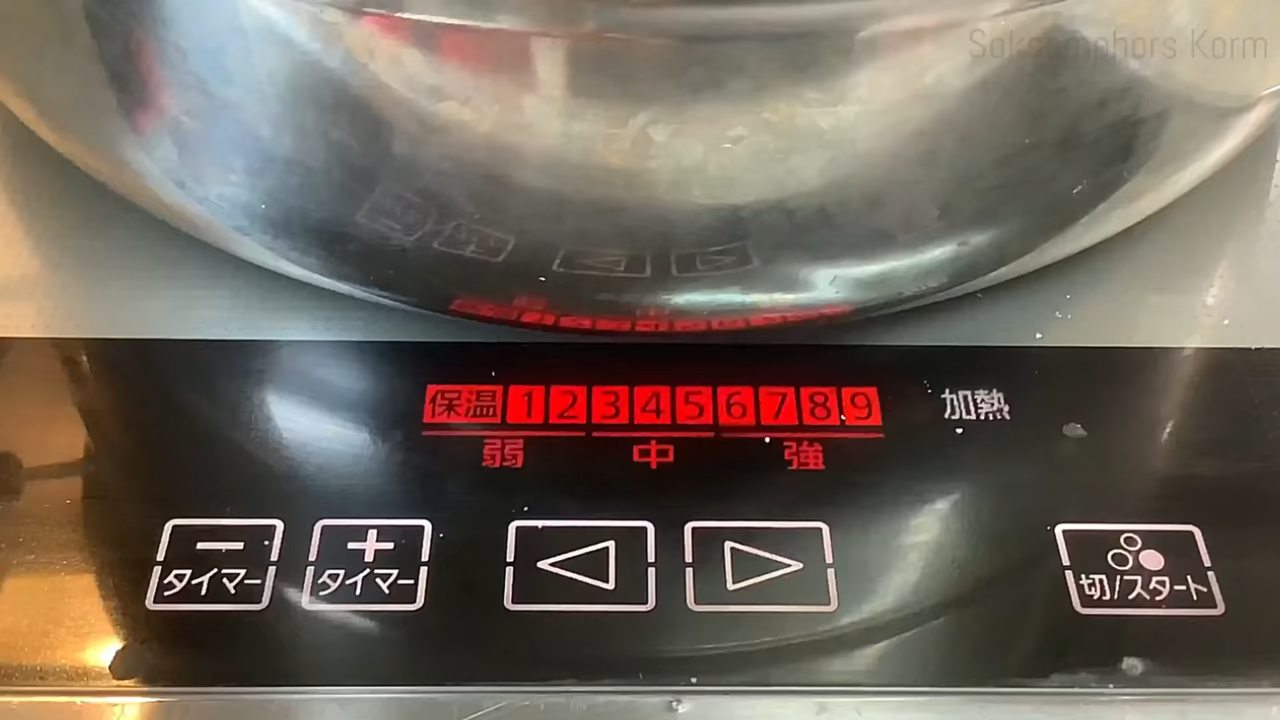 Soksomphors Korm
保温 1 2 3 4 5 6 7 8 9 加熱
弱 中 強
− + 
タイマー タイマー 切/スタート